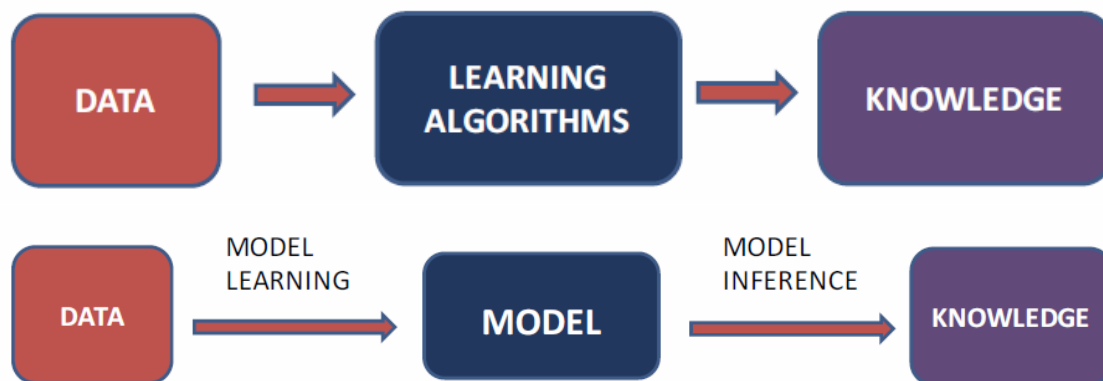 DATA
LEARNING
ALGORITHMS
KNOWLEDGE
MODEL
LEARNING
MODEL
INFERENCE
DATA
MODEL
KNOWLEDGE